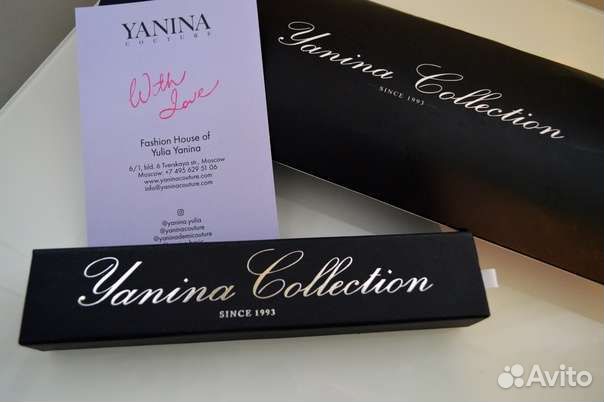 YANINA
COUTURE
With
love
Fashion House of
Yulia Yanina
6/1, bld. 6 Tverskaya str., Moscow
Moscow: +7 495 629 51 06
www.yaninacouture.com
info@yaninacouture.com
@yanina.yulia
@yaninacouture
@yaninademicouture
Yanina Collection
SINCE 1993
Yanina Collection
SINCE 1993
Avito